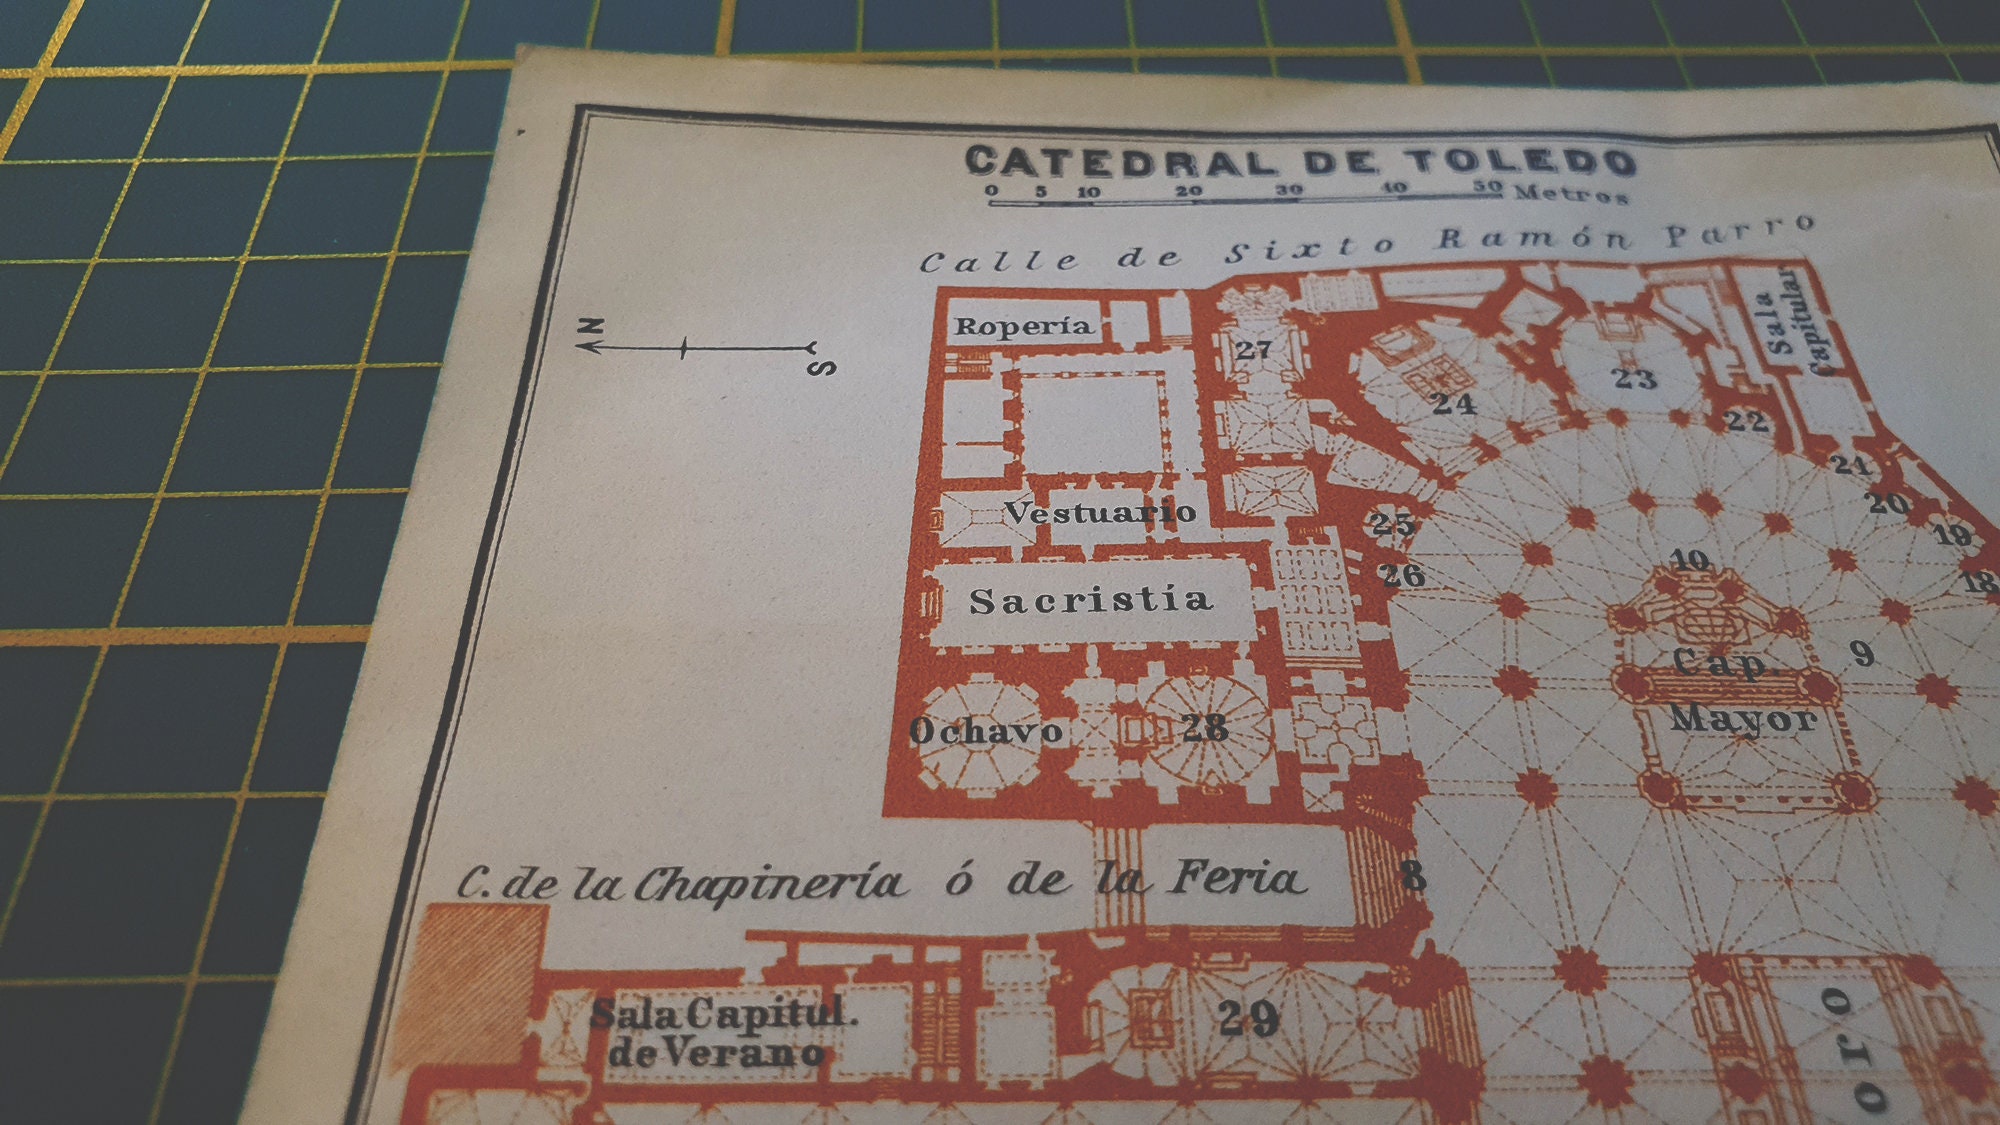 CATEDRAL DE TOLEDO
0 5 10 20 30 40 50 Metros
Calle de Sixto Ramón Parro
N
S
Ropería
27
24
23
22
Sala
Capitular
21
20
19
18
Vestuario
25
26
10
Sacristía
9
Cap.
Mayor
Ochavo
28
C. de la Chapinería ó de la Feria
8
Sala Capitul.
de Verano
29
oro